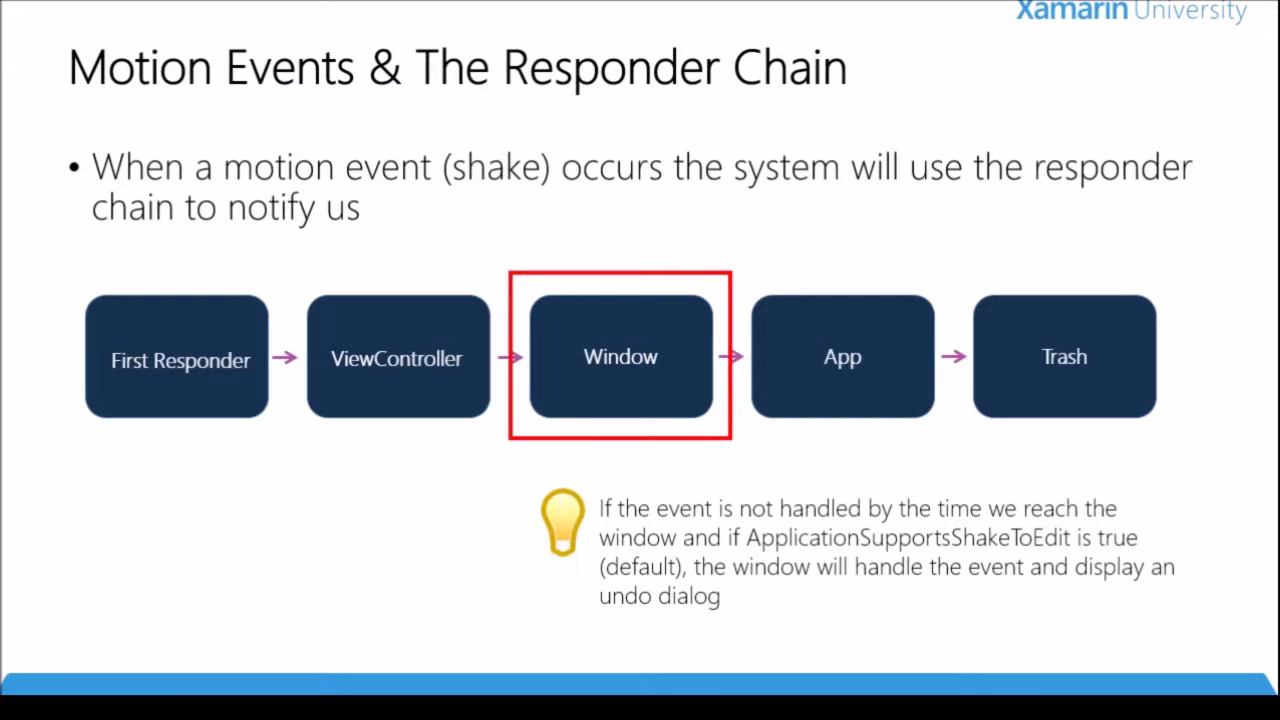 Xamarin University
Motion Events & The Responder Chain
• When a motion event (shake) occurs the system will use the responder
chain to notify us
First Responder
ViewController
Window
App
Trash
If the event is not handled by the time we reach the
window and if ApplicationSupportsShakeToEdit is true
(default), the window will handle the event and display an
undo dialog